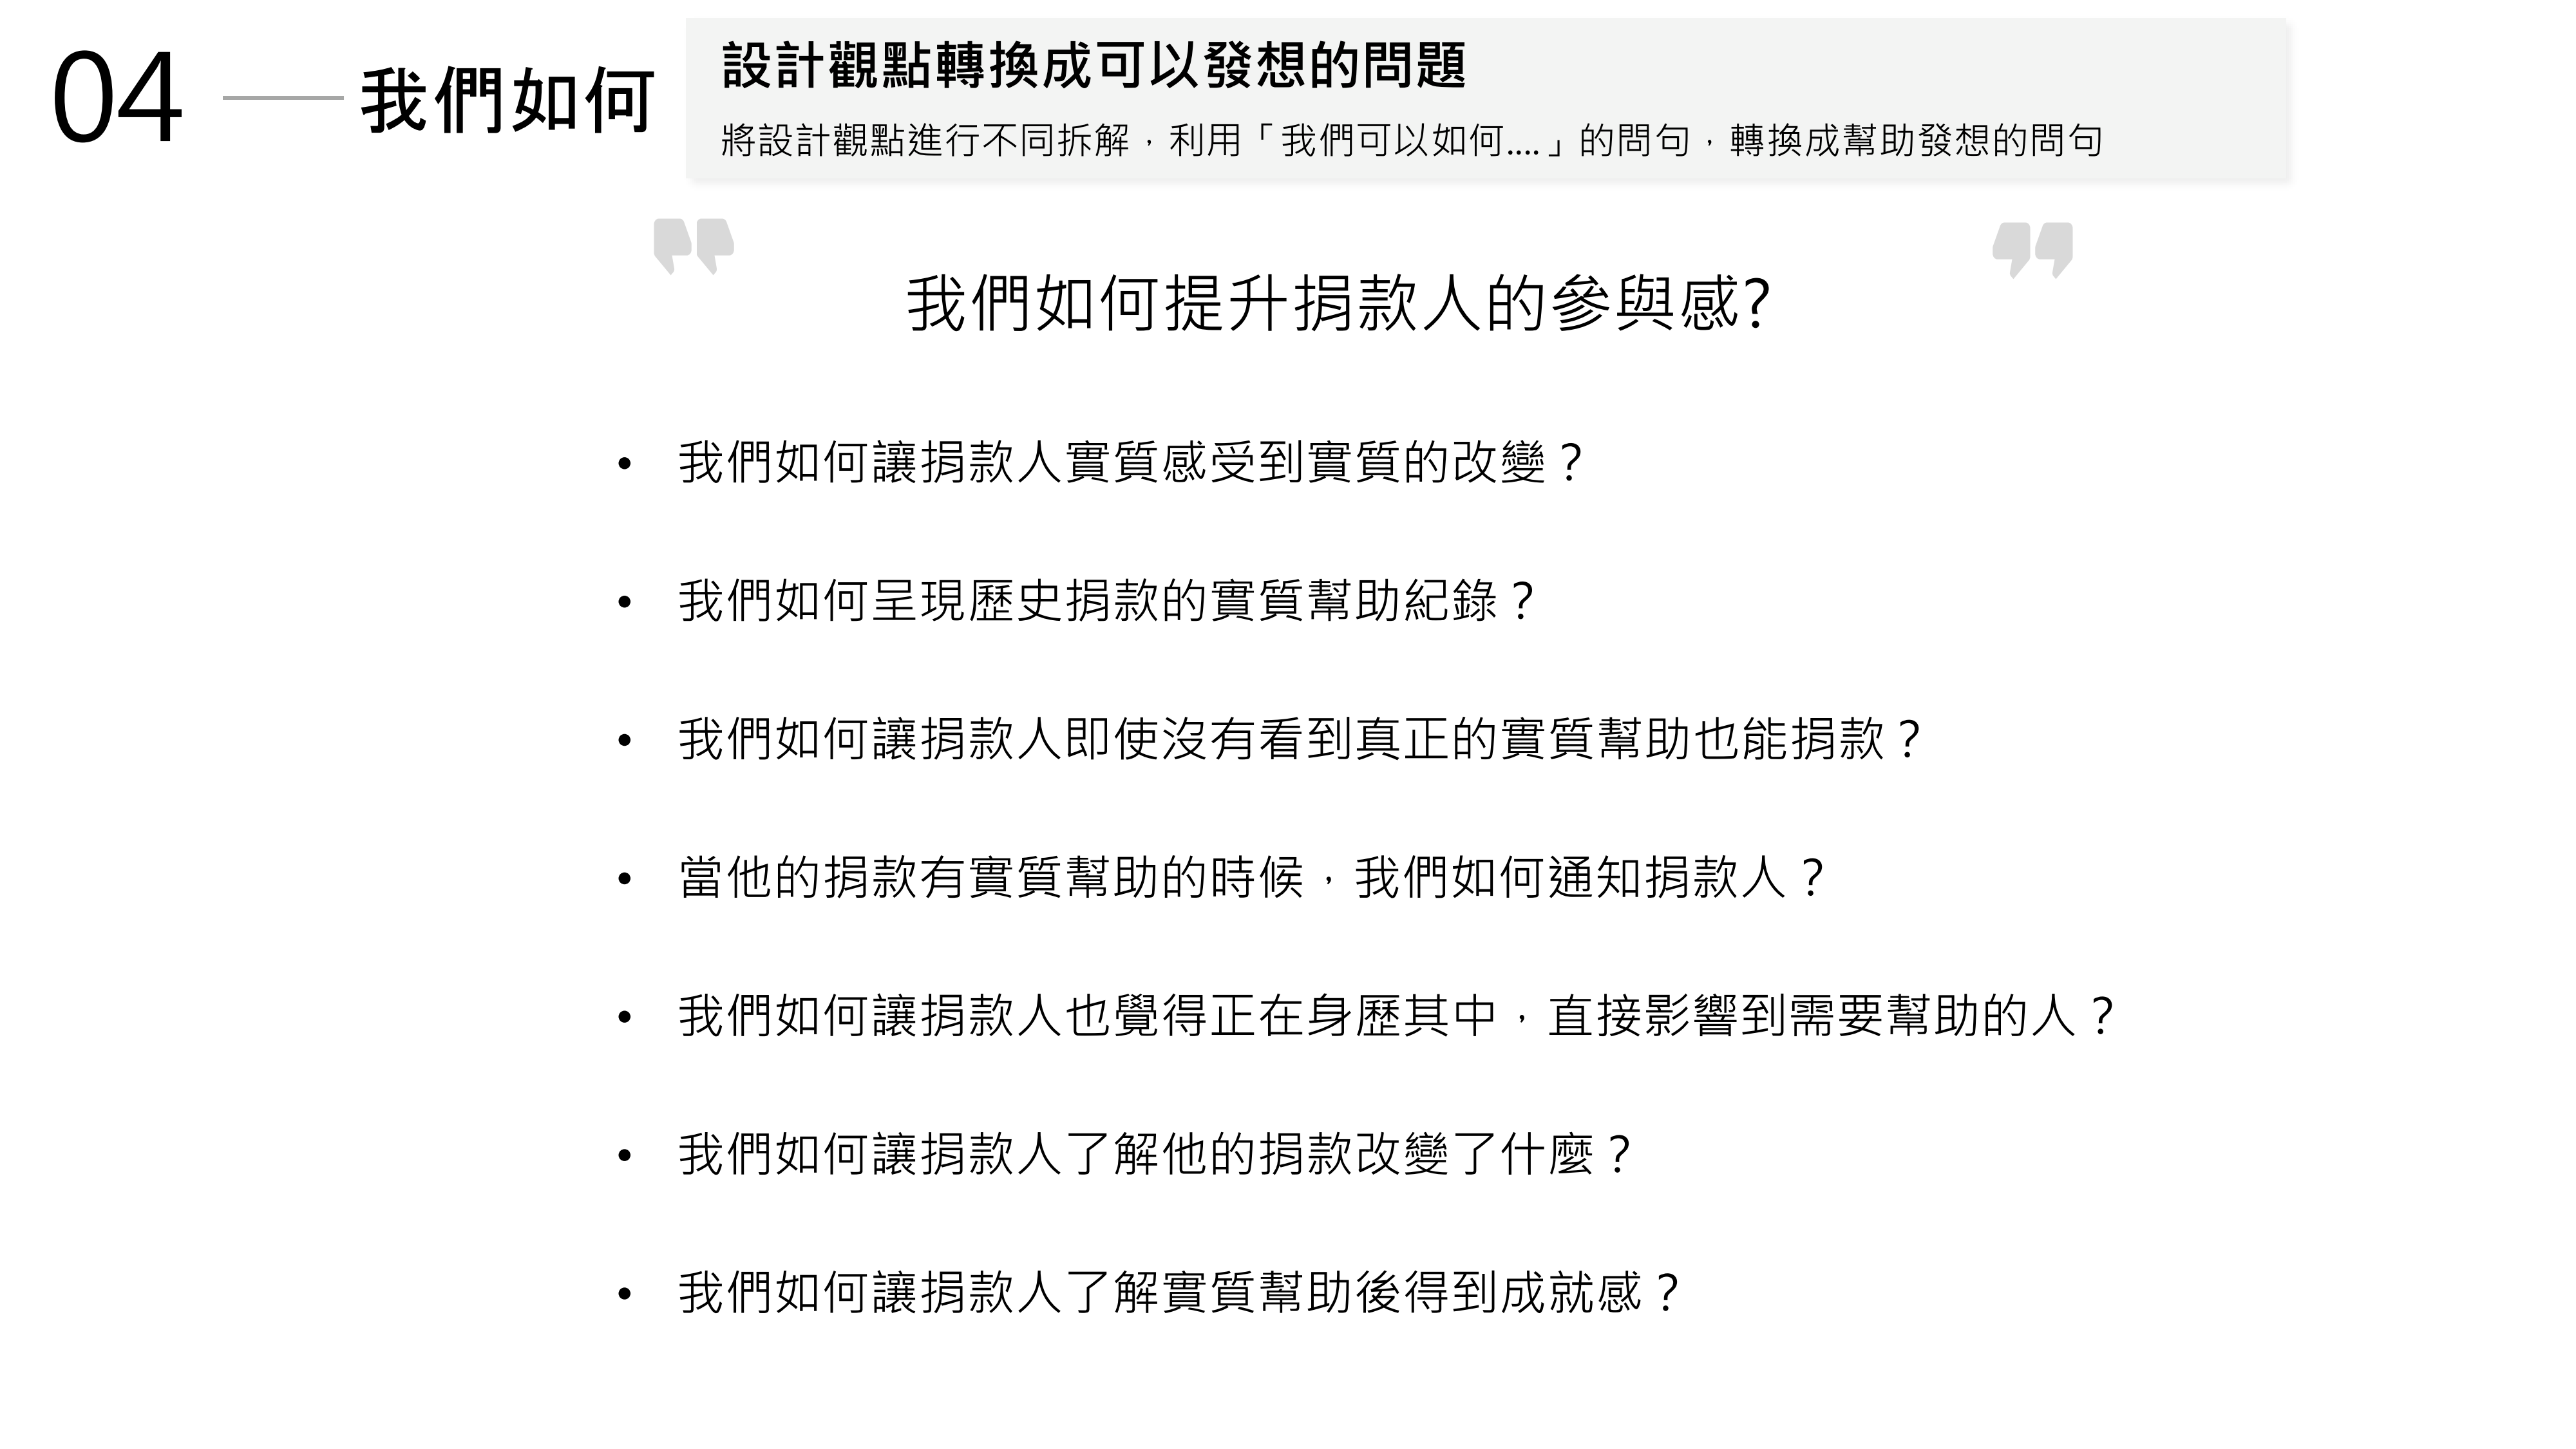 04
我們如何
設計觀點轉換成可以發想的問題
將設計觀點進行不同拆解，利用「我們可以如何....」的問句，轉換成幫助發想的問句
我們如何提升捐款人的參與感?
• 我們如何讓捐款人實質感受到實質的改變？
• 我們如何呈現歷史捐款的實質幫助紀錄？
• 我們如何讓捐款人即使沒有看到真正的實質幫助也能捐款？
• 當他的捐款有實質幫助的時候，我們如何通知捐款人？
• 我們如何讓捐款人也覺得正在身歷其中，直接影響到需要幫助的人？
• 我們如何讓捐款人了解他的捐款改變了什麼？
• 我們如何讓捐款人了解實質幫助後得到成就感？